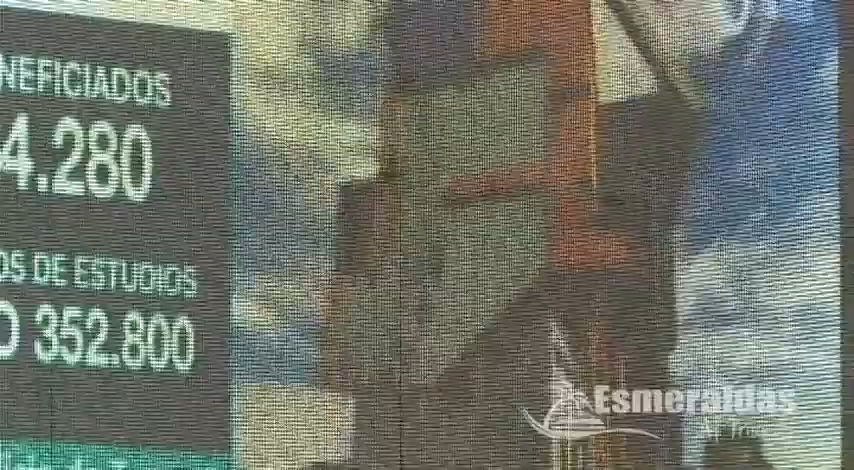 NEFICIADOS
4.280
OS DE ESTUDIOS
352.800
Esmeraldas